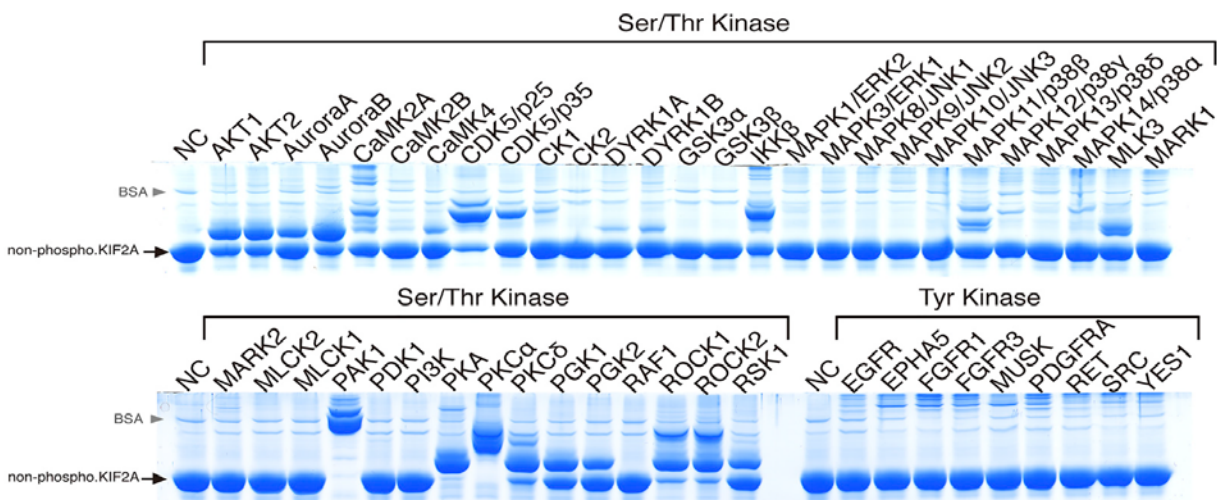 Ser/Thr Kinase
NC AKT1 AKT2 AuroraA AuroraB CaMK2A CaMK2B CaMK4 CDK5/p25 CDK5/p35 CK1 CK2 DYRK1A DYRK1B GSK3α GSK3β IKKβ MAPK1/ERK2 MAPK3/ERK1 MAPK8/JNK1 MAPK9/JNK2 MAPK10/JNK3 MAPK11/p38β MAPK12/p38γ MAPK13/p38δ MAPK14/p38α MLK3 MARK1
BSA
non-phospho.KIF2A
Ser/Thr Kinase Tyr Kinase
NC MARK2 MLCK2 MLCK1 PAK1 PDK1 PI3K PKA PKCα PKCδ PGK1 PGK2 RAF1 ROCK1 ROCK2 RSK1 NC EGFR EPHA5 FGFR1 FGFR3 MUSK PDGFRA RET SRC YES1
BSA
non-phospho.KIF2A